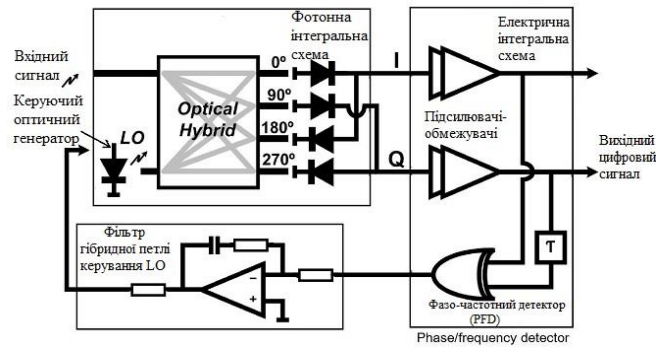 Вхідний
сигнал
Керуючий
оптичний
генератор
LO
Optical
Hybrid
0º
90º
180º
270º
Фотонна
інтегральна
схема
I
Q
Електрична
інтегральна
схема
Підсилювачі-
обмежувачі
Вихідний
цифровий
сигнал
τ
Фільтр
гібридної петлі
керування LO
−
+
Фазо-частотний детектор
(PFD)
Phase/frequency detector